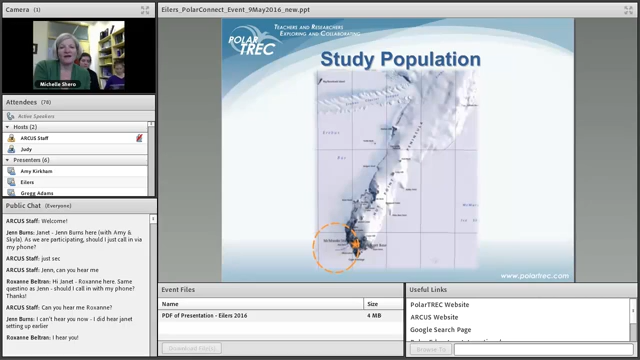 Camera (1)
Michelle Shero
Attendees (78)
Active Speakers
Hosts (2)
ARCUS Staff
Judy
Presenters (6)
Amy Kirkham
Eilers
Gregg Adams
Public Chat
ARCUS Staff: Welcome!
Jenn Burns: Janet - Jenn Burns here (with Amy &
Skyla). As we are participating, should I just call in via
my phone?
ARCUS Staff: just sec
ARCUS Staff: Jenn, can you hear me
Roxanne Beltran: Hi Janet - Roxanne here. Same
questino as Jenn - should I call in with my phone?
Thanks!
ARCUS Staff: Can you hear me Roxanne?
Jenn Burns: I can't hear you now - I did hear janet
setting up earlier
Roxanne Beltran: I hear you!
Eilers_PolarConnect_Event_9May2016_new.ppt
TEACHERS AND RESEARCHERS
EXPLORING AND COLLABORATING
POLAR
TREC
Study Population
www.polartrec.com
Event Files
Name
Size
PDF of Presentation - Eilers 2016
4 MB
Download File(s)
Useful Links
PolarTREC Website
ARCUS Website
Google Search Page
Browse To